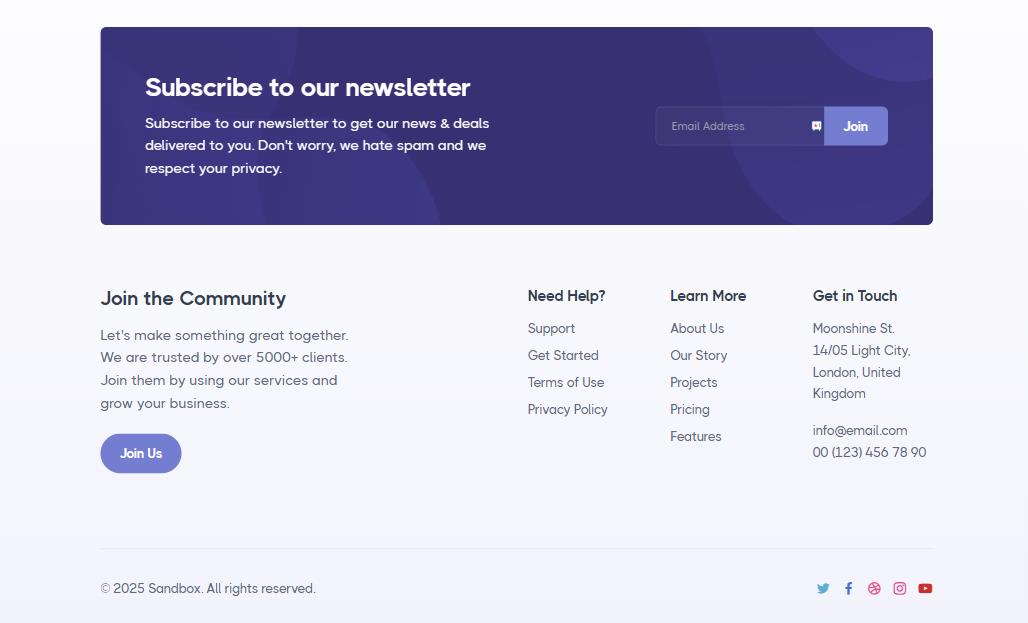 Subscribe to our newsletter
Subscribe to our newsletter to get our news & deals
delivered to you. Don't worry, we hate spam and we
respect your privacy.
Email Address
Join
Join the Community
Let's make something great together.
We are trusted by over 5000+ clients.
Join them by using our services and
grow your business.
Join Us
Need Help?
Support
Get Started
Terms of Use
Privacy Policy
Learn More
About Us
Our Story
Projects
Pricing
Features
Get in Touch
Moonshine St.
14/05 Light City,
London, United
Kingdom
info@email.com
00 (123) 456 78 90
© 2025 Sandbox. All rights reserved.